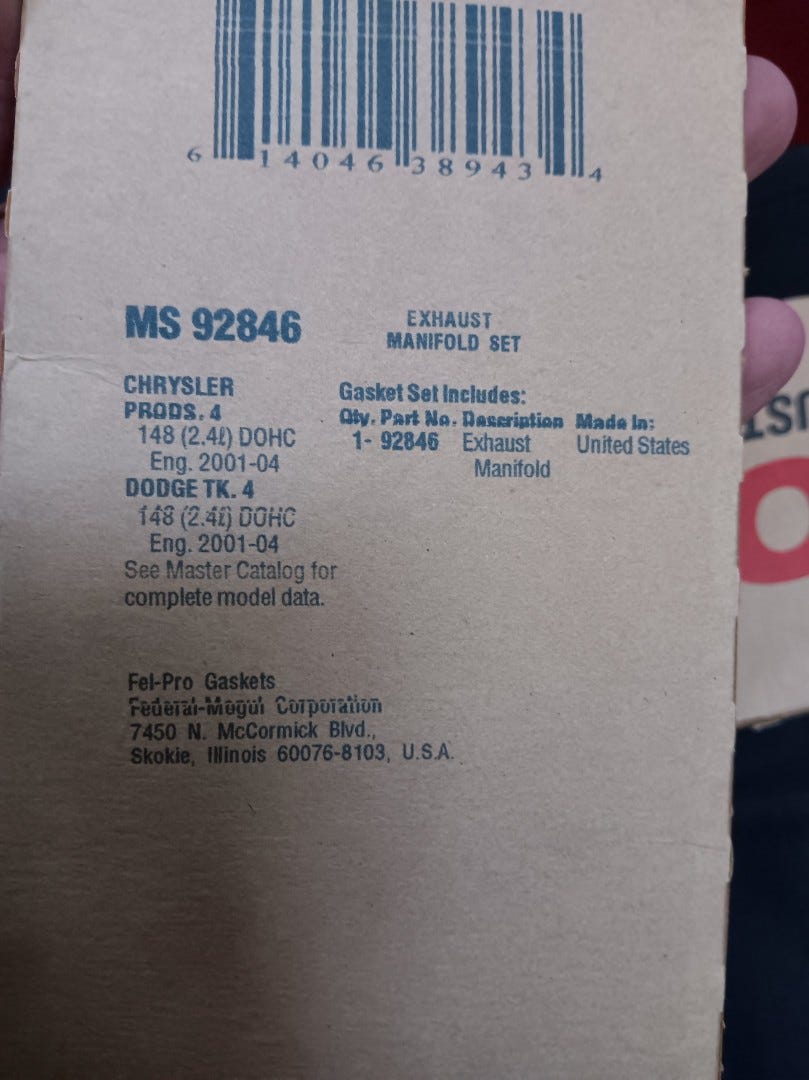 6 14046 38943 4
MS 92846
EXHAUST
MANIFOLD SET
CHRYSLER
PRODS. 4
148 (2.4ℓ) DOHC
Eng. 2001-04
DODGE TK. 4
148 (2.4ℓ) DOHC
Eng. 2001-04
See Master Catalog for
complete model data.
Gasket Set Includes:
Qty. Part No. Description Made In:
1- 92846 Exhaust United States
Manifold
Fel-Pro Gaskets
Federal-Mogul Corporation
7450 N. McCormick Blvd.,
Skokie, Illinois 60076-8103, U.S.A.